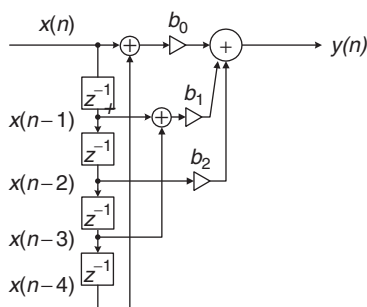 x(n) + b₀ + y(n)
z⁻¹
+
x(n−1) + b₁
z⁻¹
x(n−2) b₂
z⁻¹
x(n−3)
z⁻¹
x(n−4)